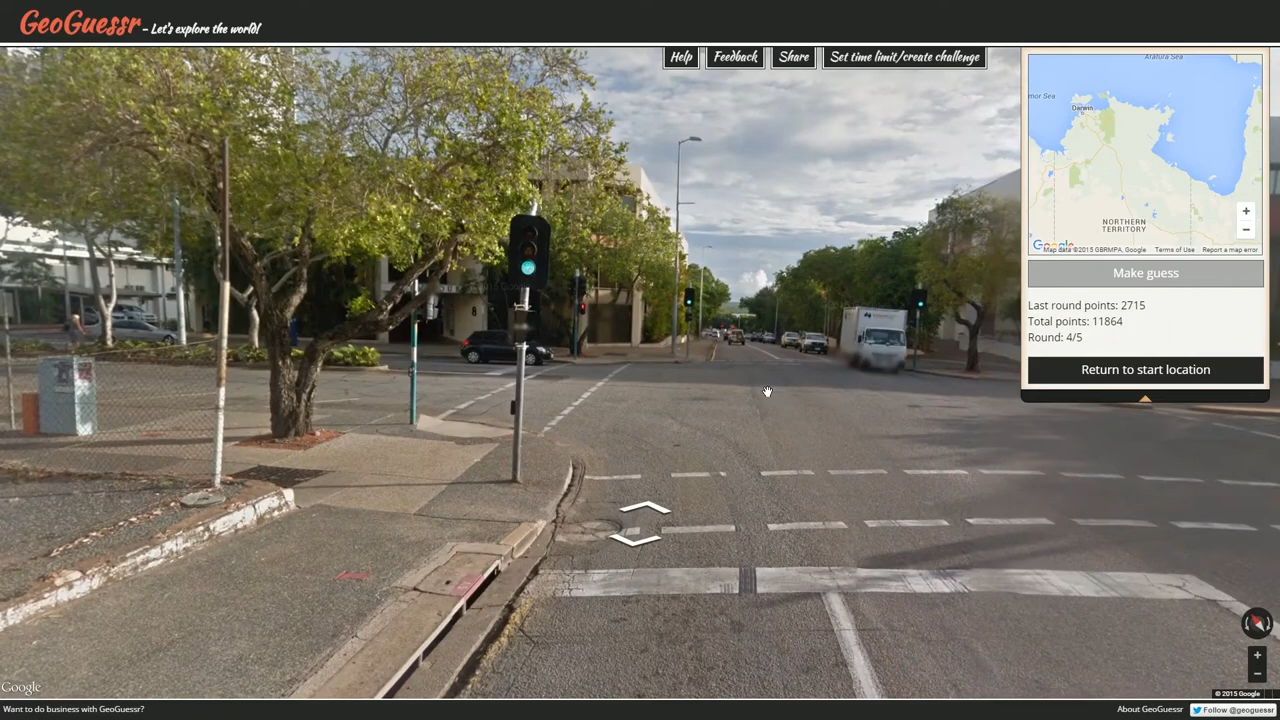 GeoGuessr – Let's explore the world!
Help
Feedback
Share
Set time limit/create challenge
Arafura Sea
mor Sea
Darwin
NORTHERN
TERRITORY
+
−
Google
Map data ©2015 GBRMPA, Google
Terms of Use
Report a map error
Make guess
Last round points: 2715
Total points: 11864
Round: 4/5
Return to start location
8
+
−
Google
© 2015 Google
Want to do business with GeoGuessr?
About GeoGuessr
Follow @geoguessr